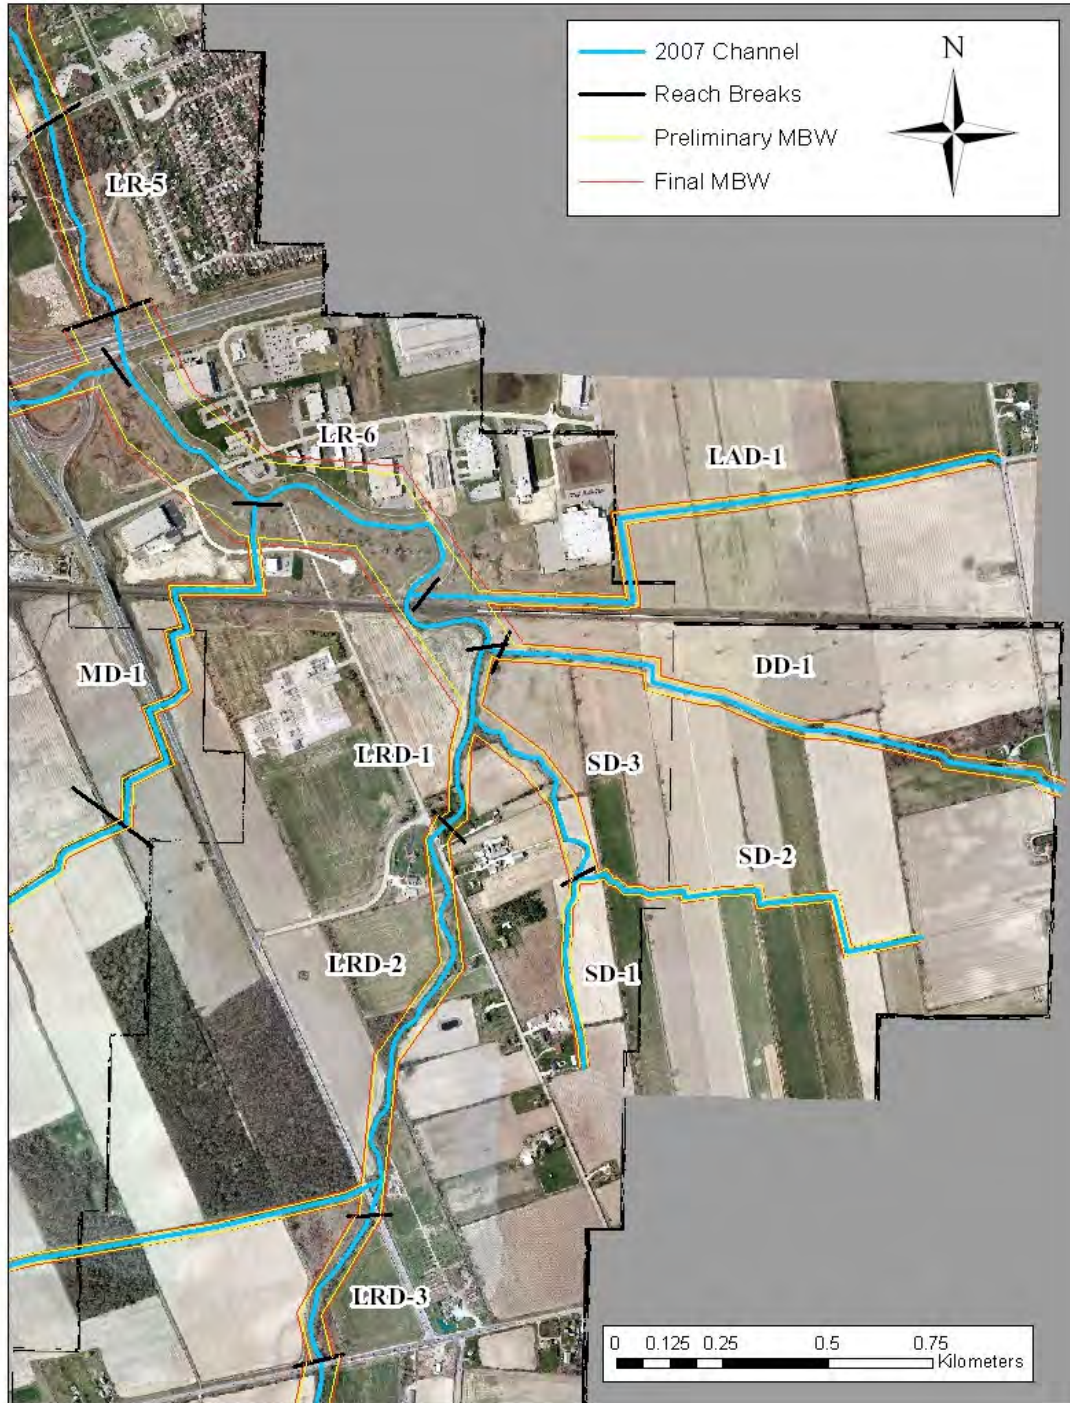 2007 Channel
N
Reach Breaks
Preliminary MBW
Final MBW
LR-5
LR-6
LAD-1
MD-1
DD-1
LRD-1
SD-3
SD-2
LRD-2
SD-1
LRD-3
0 0.125 0.25 0.5 0.75
Kilometers